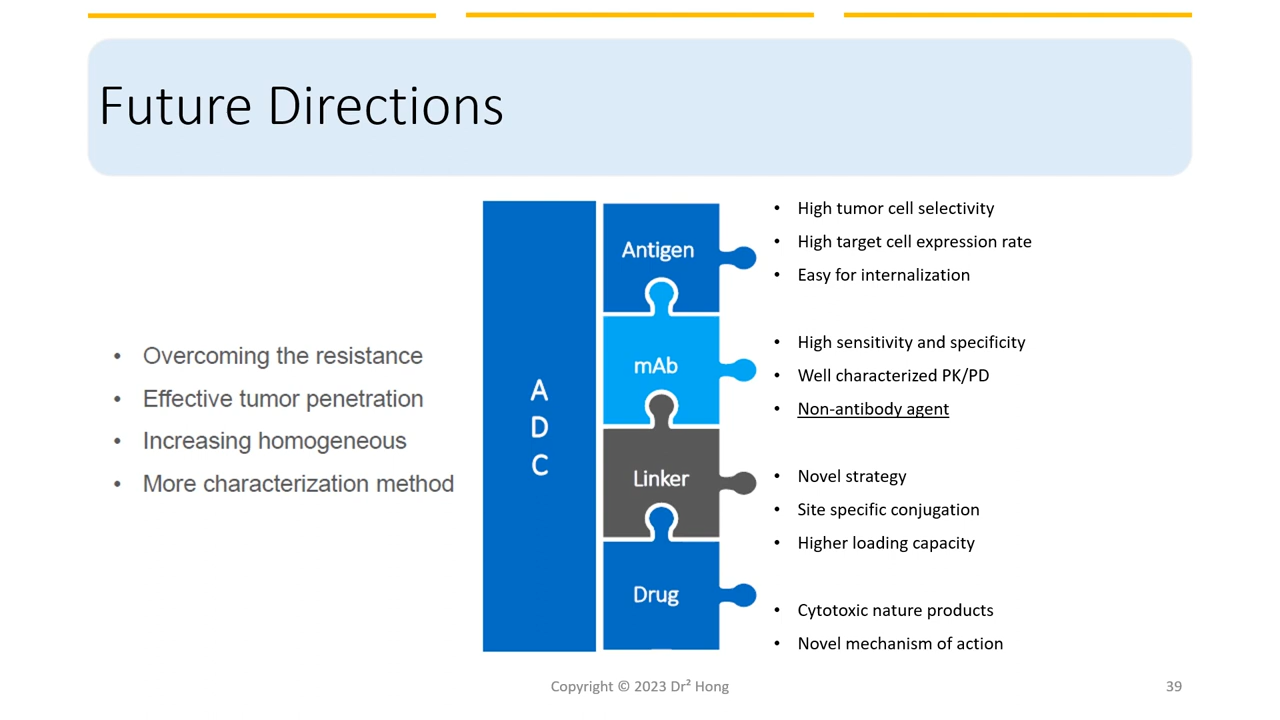 Future Directions
• Overcoming the resistance
• Effective tumor penetration
• Increasing homogeneous
• More characterization method
A
D
C
Antigen
• High tumor cell selectivity
• High target cell expression rate
• Easy for internalization
mAb
• High sensitivity and specificity
• Well characterized PK/PD
• Non-antibody agent
Linker
• Novel strategy
• Site specific conjugation
• Higher loading capacity
Drug
• Cytotoxic nature products
• Novel mechanism of action
Copyright © 2023 Dr² Hong
39